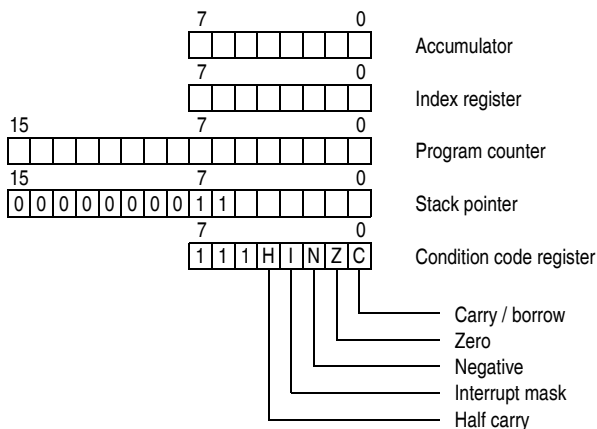 7 0
Accumulator
7 0
Index register
15 7 0
Program counter
15 7 0
0 0 0 0 0 0 0 0 1 1 Stack pointer
7 0
1 1 1 H I N Z C Condition code register
Carry / borrow
Zero
Negative
Interrupt mask
Half carry